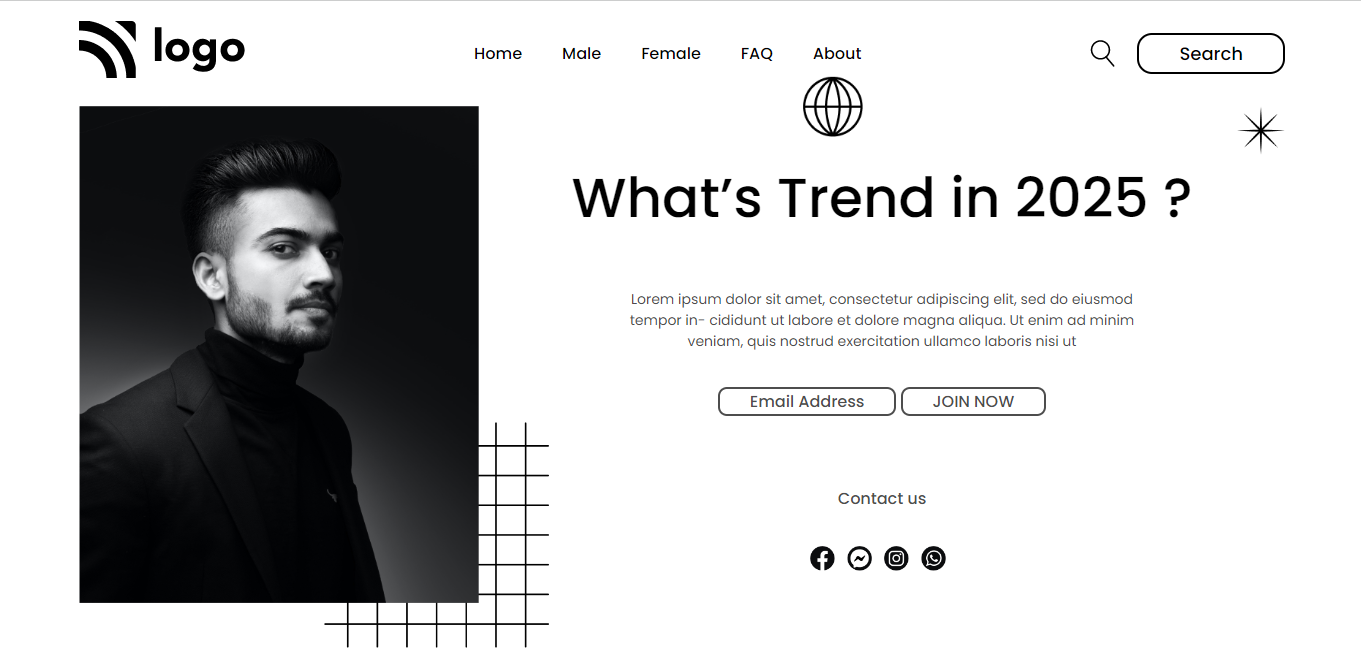 logo
Home Male Female FAQ About
Search
What’s Trend in 2025 ?
Lorem ipsum dolor sit amet, consectetur adipiscing elit, sed do eiusmod
tempor in- cididunt ut labore et dolore magna aliqua. Ut enim ad minim
veniam, quis nostrud exercitation ullamco laboris nisi ut
Email Address JOIN NOW
Contact us